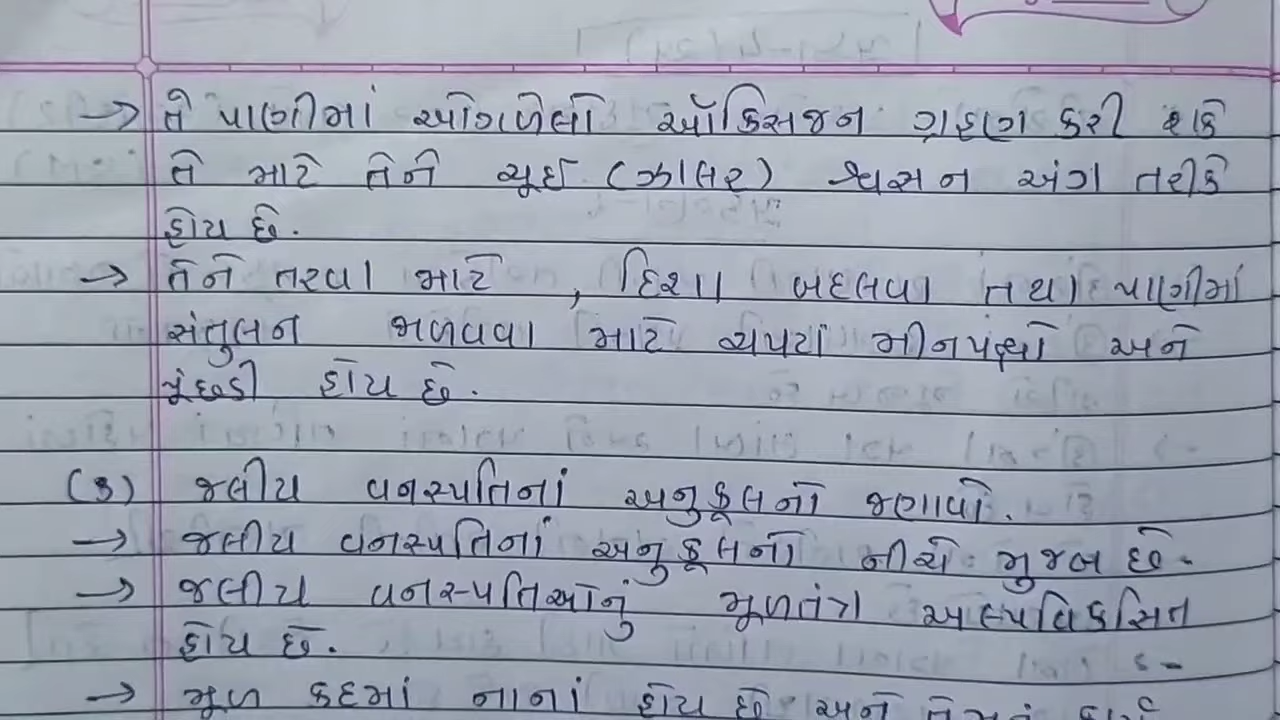 → તે પાણીમાં ઓગળેલો ઑક્સિજન ગ્રહણ કરી શકે
તે માટે તેને ચૂઈ (ઝાલર) શ્વસન અંગ તરીકે
હોય છે.
→ તેને તરવા માટે , દિશા બદલવા તથા પાણીમાં
સંતુલન જાળવવા માટે ચપટાં મીનપક્ષો અને
પૂંછડી હોય છે.
(૩) જલીય વનસ્પતિનાં અનુકૂલનો જણાવો.
→ જલીય વનસ્પતિનાં અનુકૂલનો નીચે મુજબ છે.
→ જલીય વનસ્પતિઓનું મૂળતંત્ર અલ્પવિકસિત
હોય છે.
→ મૂળ કદમાં નાનાં હોય છે અને તેમનું કાર્ય